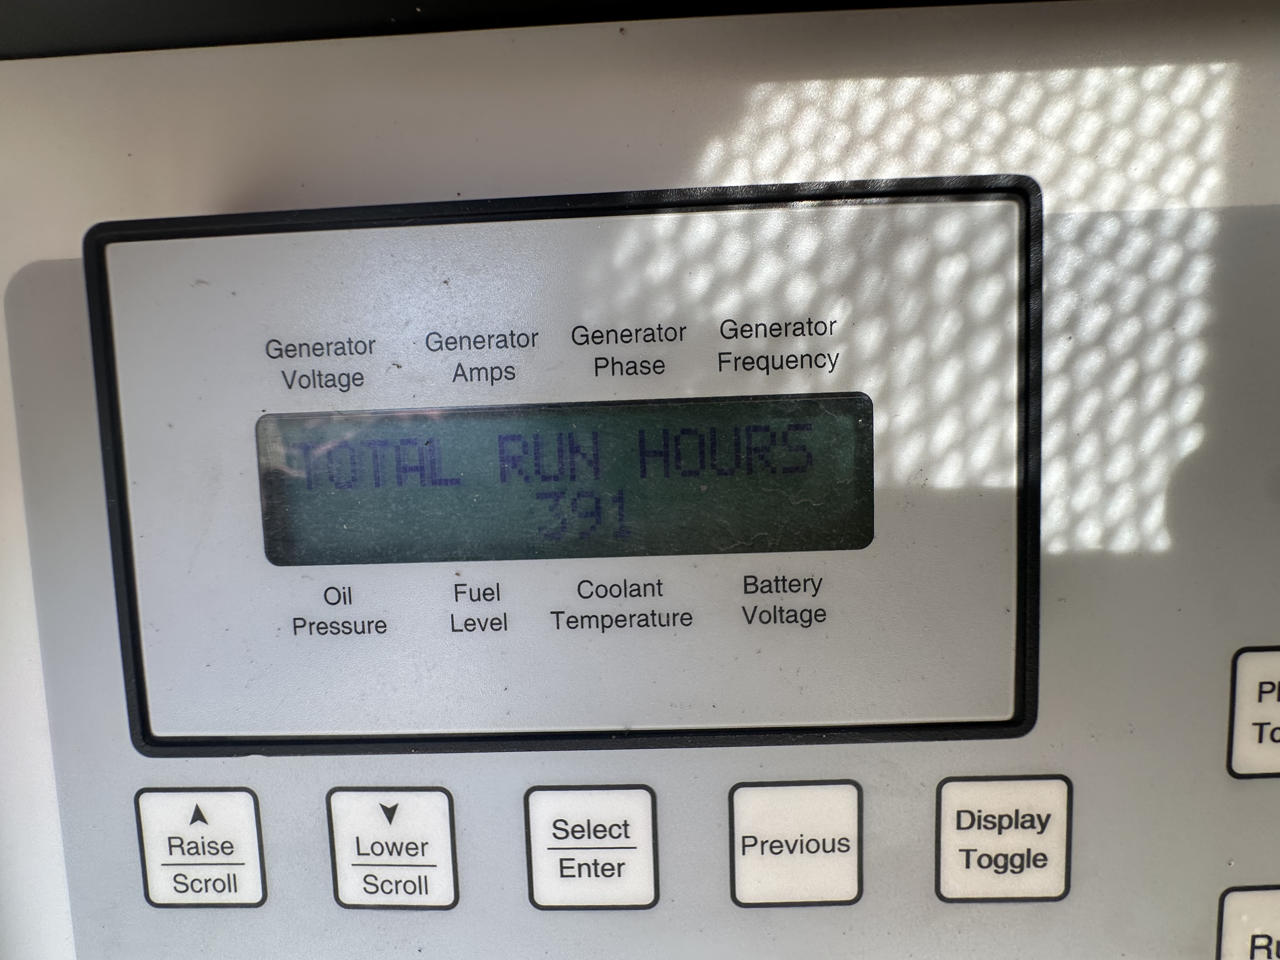 Generator Voltage
Generator Amps
Generator Phase
Generator Frequency
TOTAL RUN HOURS
391
Oil Pressure
Fuel Level
Coolant Temperature
Battery Voltage
Raise
Scroll
Lower
Scroll
Select
Enter
Previous
Display
Toggle